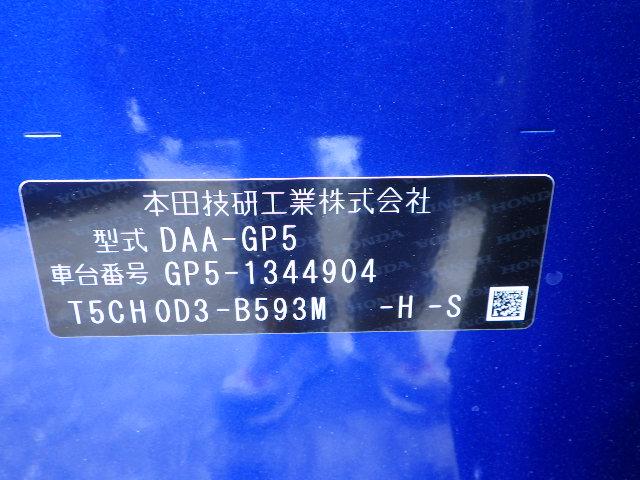 本田技研工業株式会社
型式 DAA-GP5
車台番号 GP5-1344904
T5CH0D3-B593M -H -S